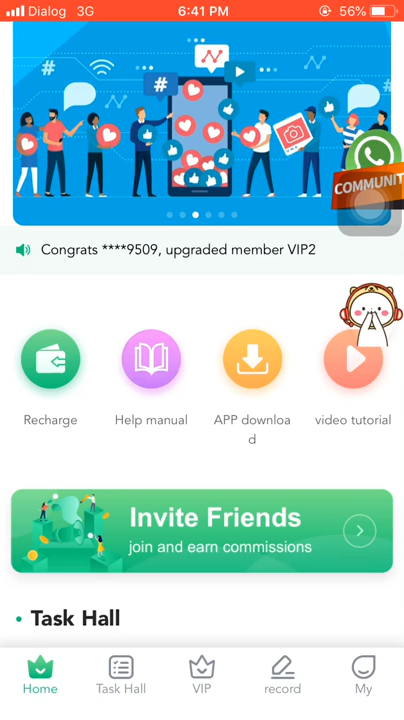 Dialog 3G 6:41 PM 56%
#
#
COMMUNIT
Congrats ****9509, upgraded member VIP2
Recharge
Help manual
APP downloa
d
video tutorial
Invite Friends
join and earn commissions
Task Hall
Home
Task Hall
VIP
record
My